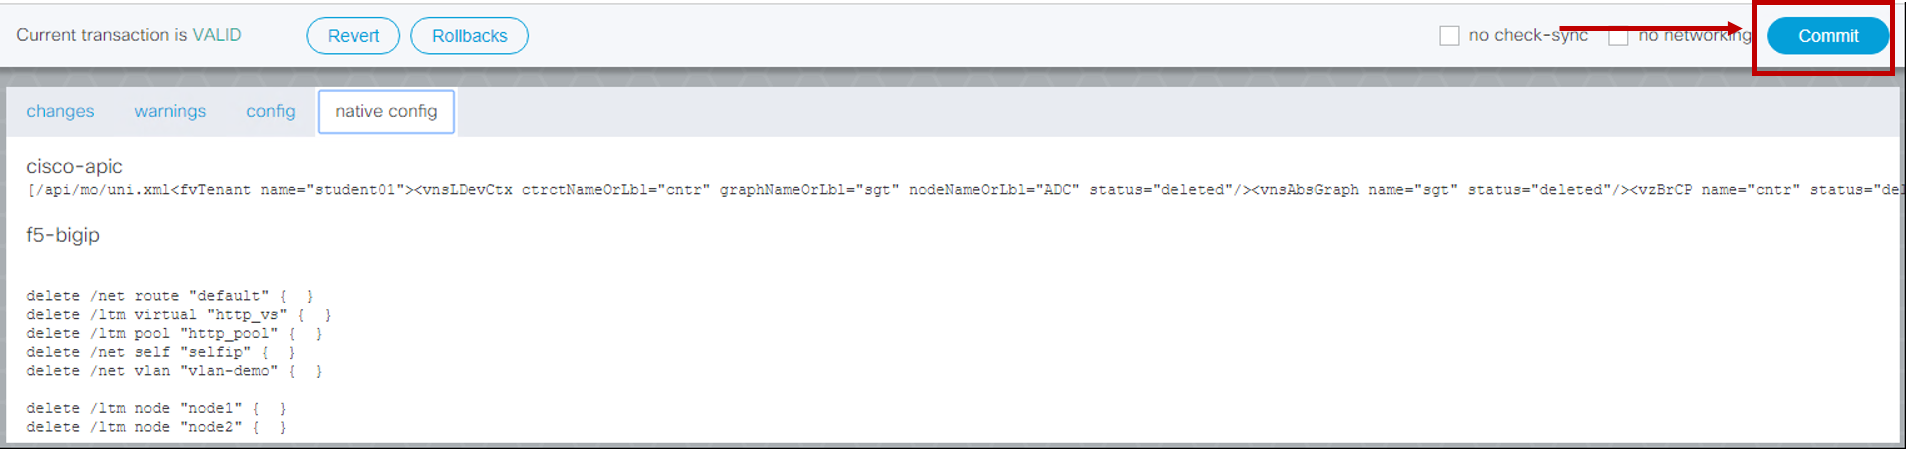 Current transaction is VALID Revert Rollbacks no check-sync no networking Commit
changes warnings config native config
cisco-apic
[/api/mo/uni.xml<fvTenant name="student01"><vnsLDevCtx ctrctNameOrLbl="cntr" graphNameOrLbl="sgt" nodeNameOrLbl="ADC" status="deleted"/><vnsAbsGraph name="sgt" status="deleted"/><vzBrCP name="cntr" status="del
f5-bigip
delete /net route "default" {  }
delete /ltm virtual "http_vs" {  }
delete /ltm pool "http_pool" {  }
delete /net self "selfip" {  }
delete /net vlan "vlan-demo" {  }
delete /ltm node "node1" {  }
delete /ltm node "node2" {  }